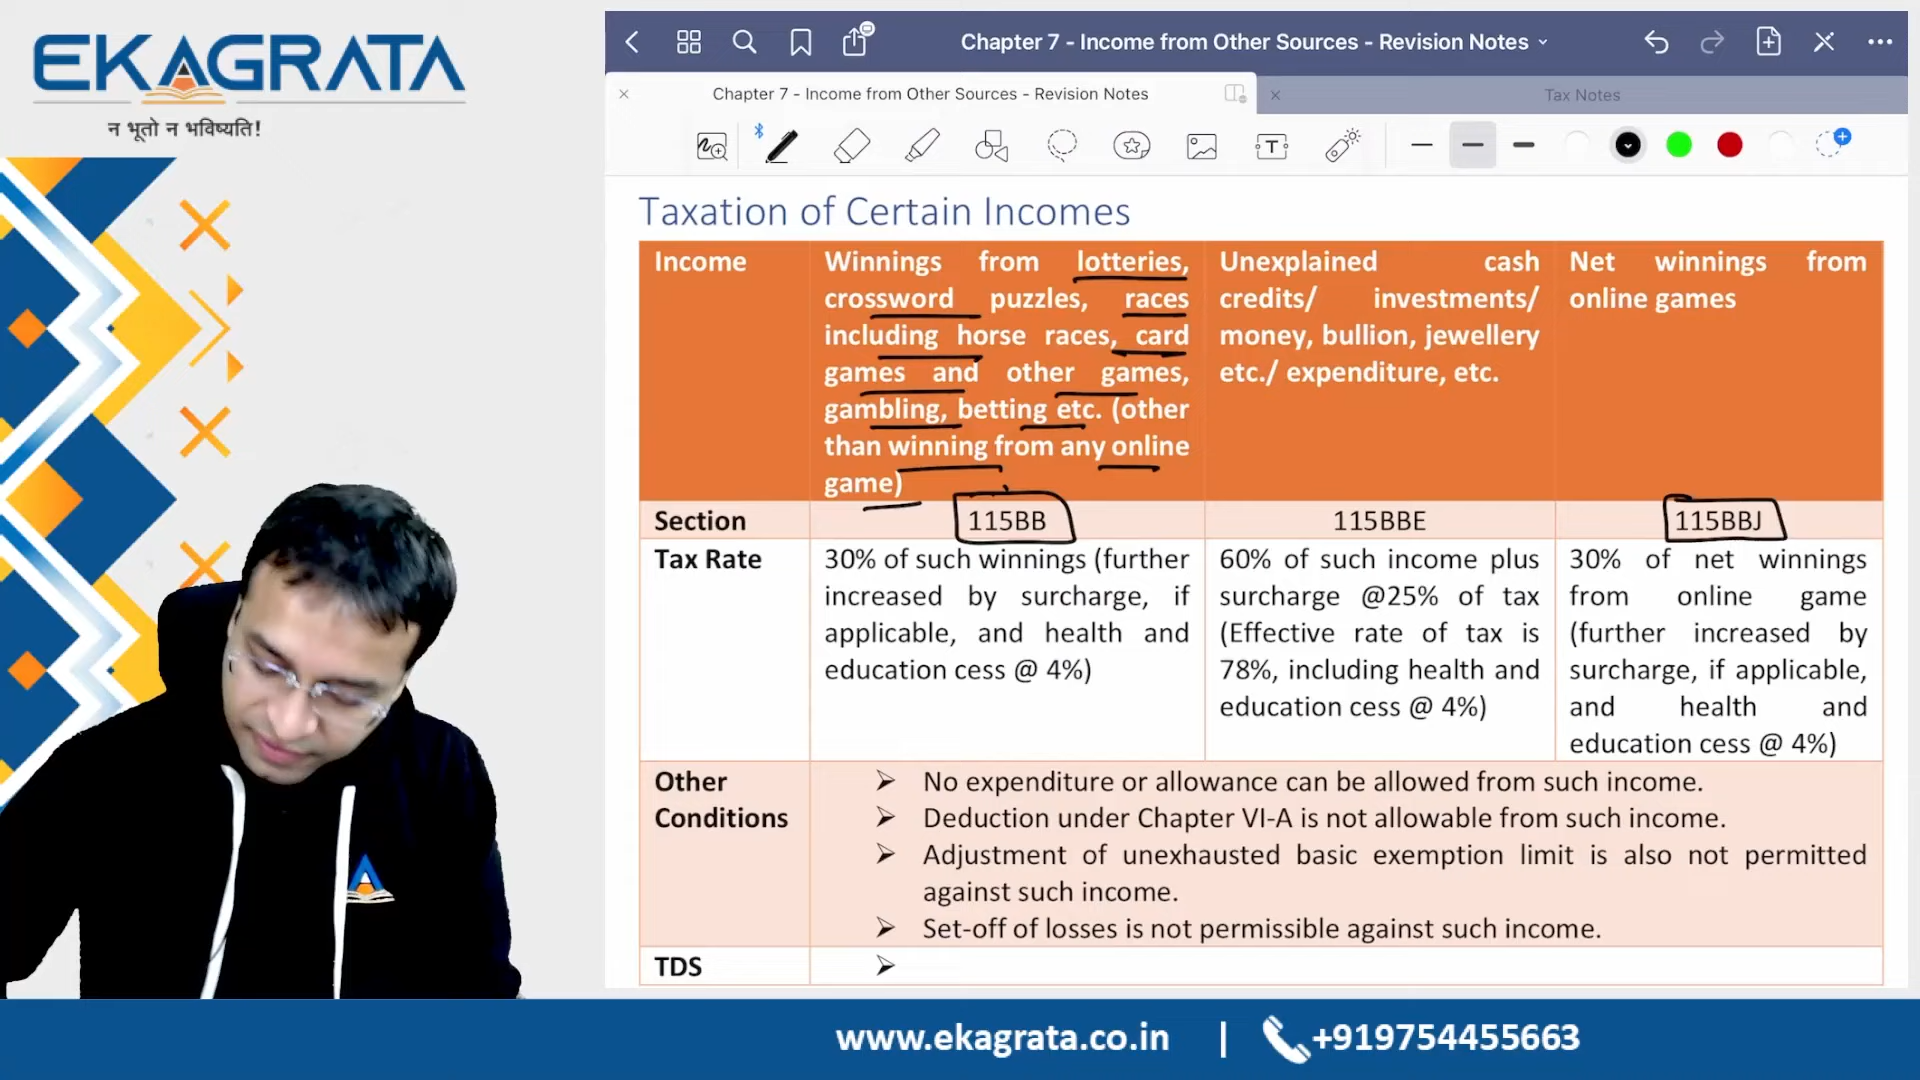 EKAGRATA
न भूतो न भविष्यति!
Chapter 7 - Income from Other Sources - Revision Notes
Chapter 7 - Income from Other Sources - Revision Notes
Tax Notes
Taxation of Certain Incomes
Income
Winnings from lotteries,
crossword puzzles, races
including horse races, card
games and other games,
gambling, betting etc. (other
than winning from any online
game)
Unexplained cash
credits/ investments/
money, bullion, jewellery
etc./ expenditure, etc.
Net winnings from
online games
Section
115BB
115BBE
115BBJ
Tax Rate
30% of such winnings (further
increased by surcharge, if
applicable, and health and
education cess @ 4%)
60% of such income plus
surcharge @25% of tax
(Effective rate of tax is
78%, including health and
education cess @ 4%)
30% of net winnings
from online game
(further increased by
surcharge, if applicable,
and health and
education cess @ 4%)
Other
Conditions
➢ No expenditure or allowance can be allowed from such income.
➢ Deduction under Chapter VI-A is not allowable from such income.
➢ Adjustment of unexhausted basic exemption limit is also not permitted
against such income.
➢ Set-off of losses is not permissible against such income.
TDS
➢
www.ekagrata.co.in | +919754455663